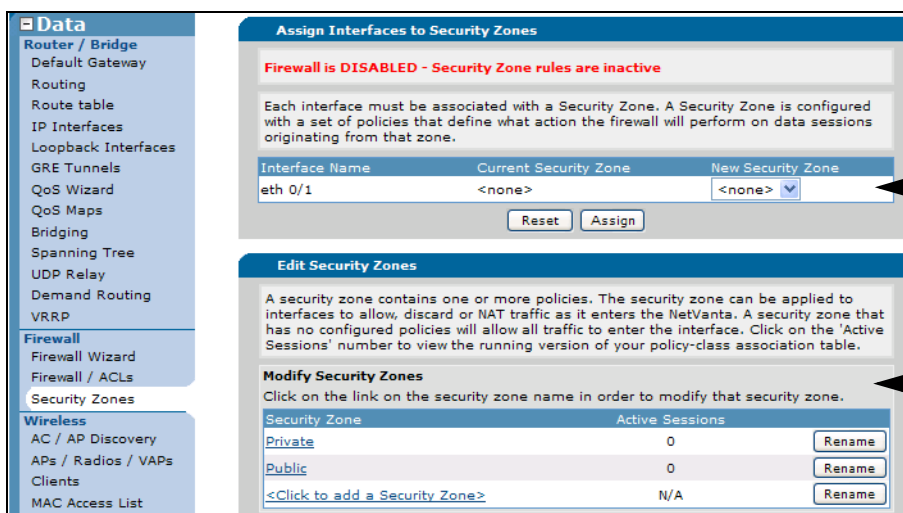 Data
Router / Bridge
Default Gateway
Routing
Route table
IP Interfaces
Loopback Interfaces
GRE Tunnels
QoS Wizard
QoS Maps
Bridging
Spanning Tree
UDP Relay
Demand Routing
VRRP
Firewall
Firewall Wizard
Firewall / ACLs
Security Zones
Wireless
AC / AP Discovery
APs / Radios / VAPs
Clients
MAC Access List
Assign Interfaces to Security Zones
Firewall is DISABLED - Security Zone rules are inactive
Each interface must be associated with a Security Zone. A Security Zone is configured
with a set of policies that define what action the firewall will perform on data sessions
originating from that zone.
Interface Name Current Security Zone New Security Zone
eth 0/1 <none> <none>
Reset Assign
Edit Security Zones
A security zone contains one or more policies. The security zone can be applied to
interfaces to allow, discard or NAT traffic as it enters the NetVanta. A security zone that
has no configured policies will allow all traffic to enter the interface. Click on the 'Active
Sessions' number to view the running version of your policy-class association table.
Modify Security Zones
Click on the link on the security zone name in order to modify that security zone.
Security Zone Active Sessions
Private 0 Rename
Public 0 Rename
<Click to add a Security Zone> N/A Rename